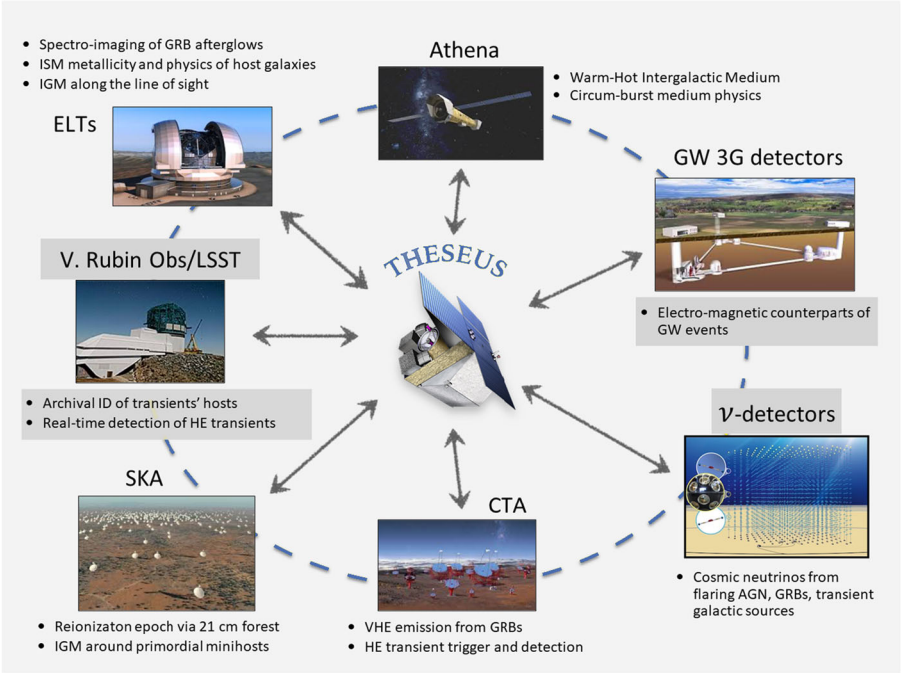 • Spectro-imaging of GRB afterglows
• ISM metallicity and physics of host galaxies
• IGM along the line of sight
ELTs
Athena
• Warm-Hot Intergalactic Medium
• Circum-burst medium physics
GW 3G detectors
• Electro-magnetic counterparts of
GW events
V. Rubin Obs/LSST
• Archival ID of transients’ hosts
• Real-time detection of HE transients
THESEUS
ν-detectors
• Cosmic neutrinos from
flaring AGN, GRBs, transient
galactic sources
SKA
• Reionizaton epoch via 21 cm forest
• IGM around primordial minihosts
CTA
• VHE emission from GRBs
• HE transient trigger and detection